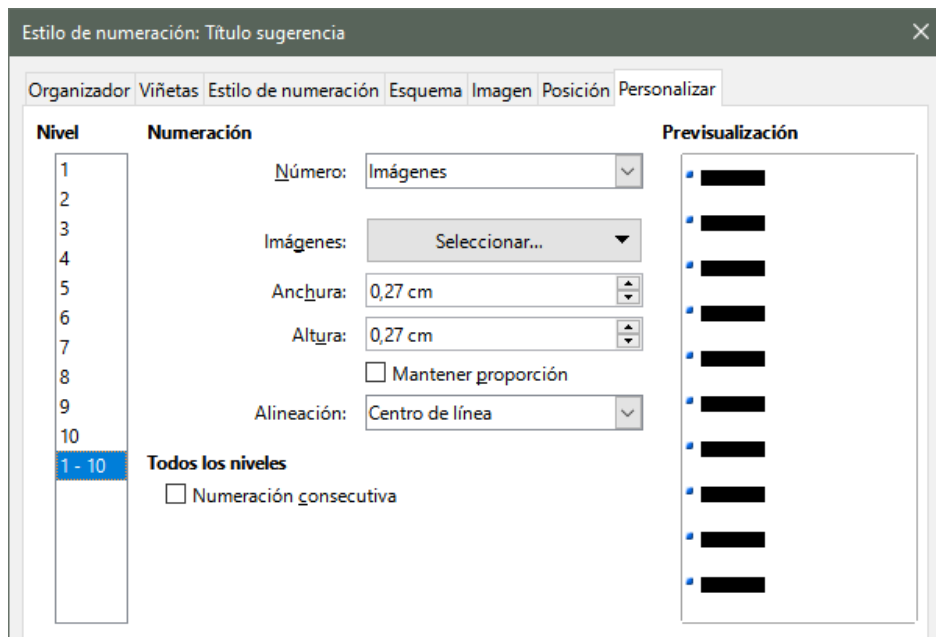 Estilo de numeración: Título sugerencia
Organizador Viñetas Estilo de numeración Esquema Imagen Posición Personalizar
Nivel Numeración Previsualización
1
Número: Imágenes
2
3
Imágenes: Seleccionar...
4
5
Anchura: 0,27 cm
6
Altura: 0,27 cm
7
8
Mantener proporción
9
Alineación: Centro de línea
10
1 - 10
Todos los niveles
Numeración consecutiva